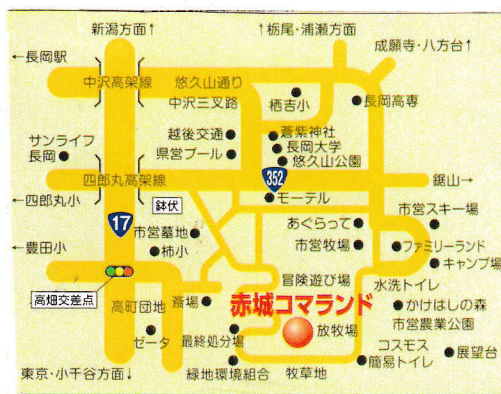 新潟方面↑
↑栃尾・浦瀬方面
成願寺・八方台↑
←長岡駅
中沢高架線
悠久山通り
中沢三叉路
栖吉小
長岡高専
サンライフ
長岡
越後交通
県営プール
蒼紫神社
長岡大学
悠久山公園
四郎丸高架線
352
鋸山→
←四郎丸小
鉢伏
モーテル
17
市営墓地
あぐらって
市営スキー場
←豊田小
柿小
市営牧場
ファミリーランド
キャンプ場
高畑交差点
冒険遊び場
水洗トイレ
高町団地
斎場
赤城コマランド
放牧場
かけはしの森
市営農業公園
ゼータ
最終処分場
コスモス
簡易トイレ
展望台
東京・小千谷方面↓
緑地環境組合
牧草地